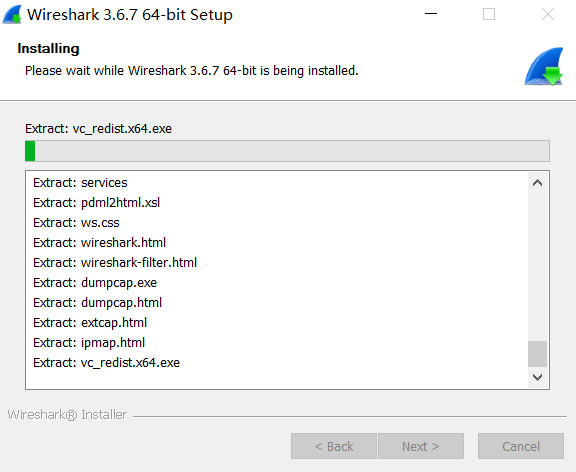 Wireshark 3.6.7 64-bit Setup
Installing
Please wait while Wireshark 3.6.7 64-bit is being installed.
Extract: vc_redist.x64.exe
Extract: services
Extract: pdml2html.xsl
Extract: ws.css
Extract: wireshark.html
Extract: wireshark-filter.html
Extract: dumpcap.exe
Extract: dumpcap.html
Extract: extcap.html
Extract: ipmap.html
Extract: vc_redist.x64.exe
Wireshark® Installer
< Back Next > Cancel